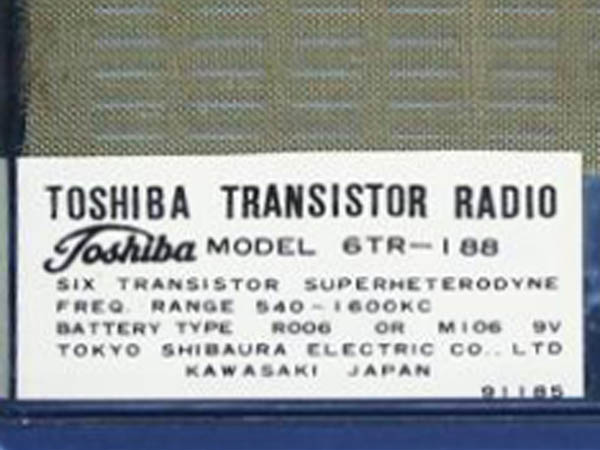 TOSHIBA TRANSISTOR RADIO
Toshiba MODEL 6TR-188
SIX TRANSISTOR SUPERHETERODYNE
FREQ. RANGE 540-1600KC
BATTERY TYPE R006 OR M106 9V
TOKYO SHIBAURA ELECTRIC CO., LTD
KAWASAKI JAPAN
91185